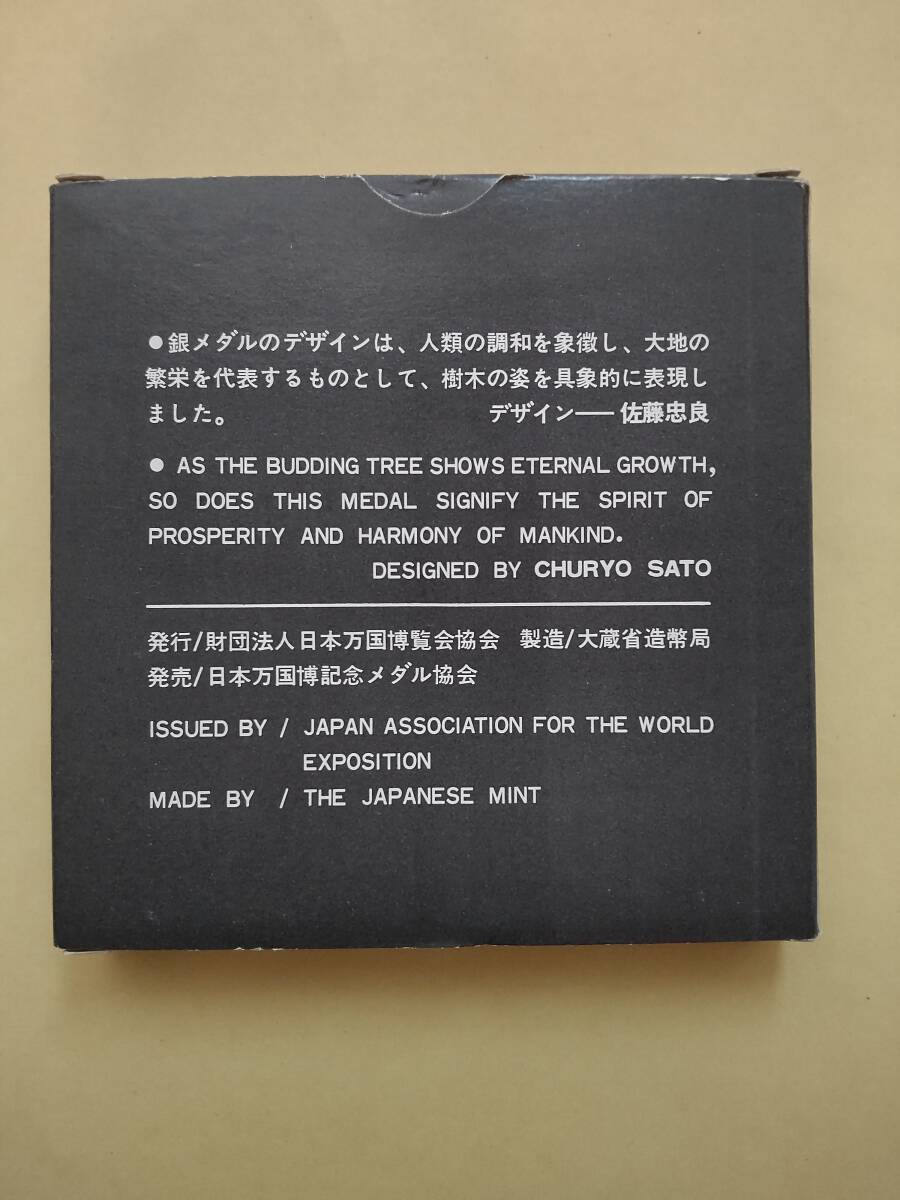 ●銀メダルのデザインは、人類の調和を象徴し、大地の
繁栄を代表するものとして、樹木の姿を具象的に表現し
ました。 デザイン──佐藤忠良
● AS THE BUDDING TREE SHOWS ETERNAL GROWTH,
SO DOES THIS MEDAL SIGNIFY THE SPIRIT OF
PROSPERITY AND HARMONY OF MANKIND.
DESIGNED BY CHURYO SATO
発行/財団法人日本万国博覧会協会 製造/大蔵省造幣局
発売/日本万国博記念メダル協会
ISSUED BY / JAPAN ASSOCIATION FOR THE WORLD
EXPOSITION
MADE BY / THE JAPANESE MINT